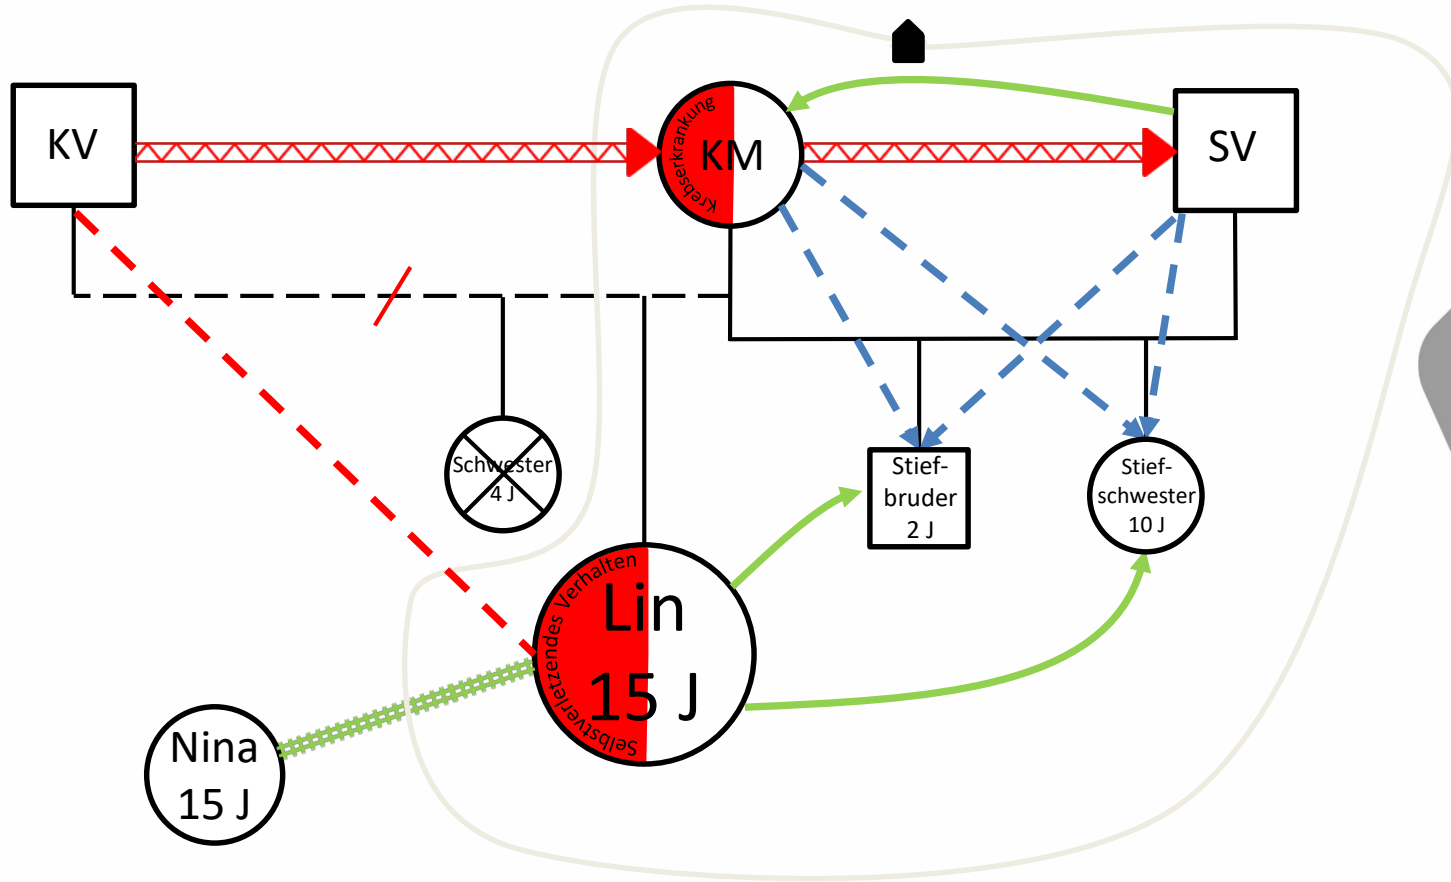 KV
Krebserkrankung
KM
SV
Schwester
4 J
Stief-
bruder
2 J
Stief-
schwester
10 J
Selbstverletzendes Verhalten
Lin
15 J
Nina
15 J